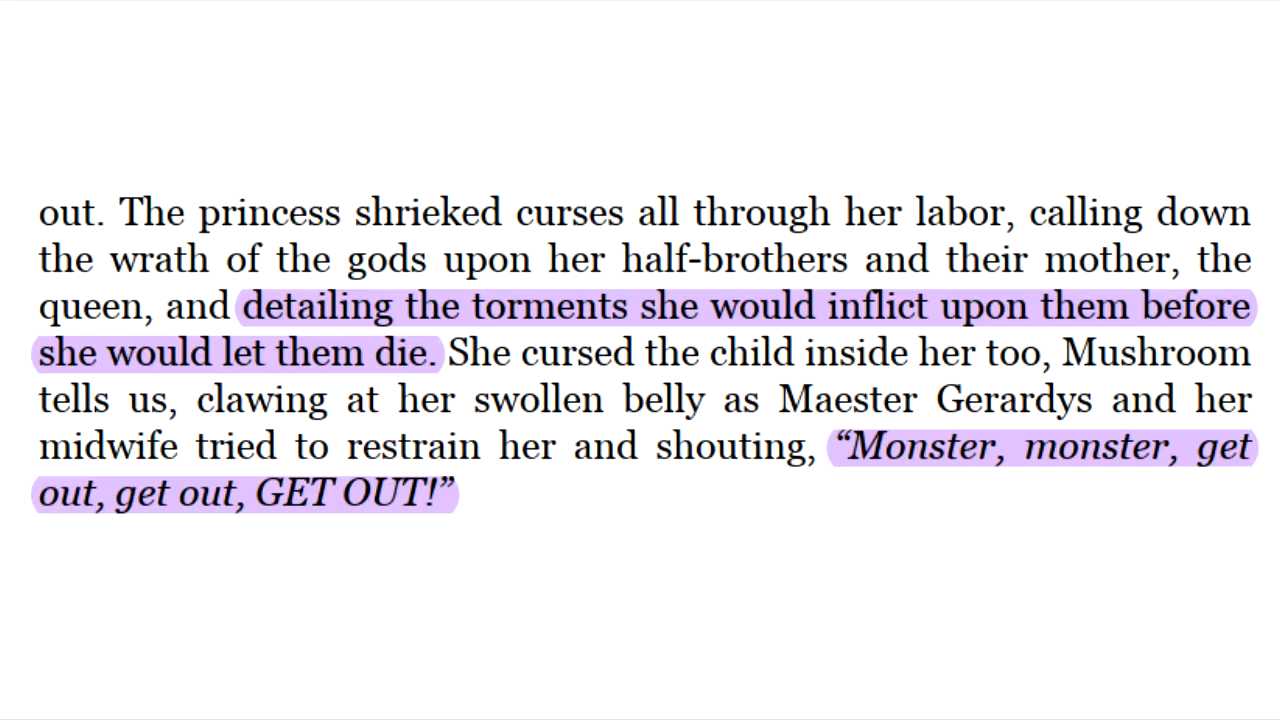 out. The princess shrieked curses all through her labor, calling down
the wrath of the gods upon her half-brothers and their mother, the
queen, and detailing the torments she would inflict upon them before
she would let them die. She cursed the child inside her too, Mushroom
tells us, clawing at her swollen belly as Maester Gerardys and her
midwife tried to restrain her and shouting, “Monster, monster, get
out, get out, GET OUT!”